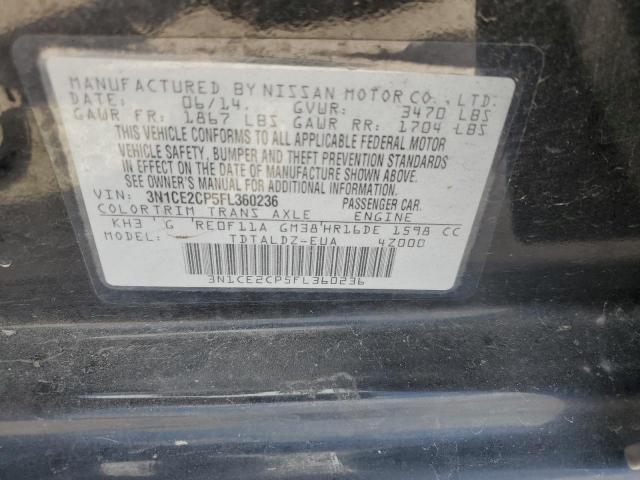 MANUFACTURED BY NISSAN MOTOR CO., LTD.
DATE: 06/14. GVWR: 3470 LBS
GAWR FR: 1867 LBS GAWR RR: 1704 LBS
THIS VEHICLE CONFORMS TO ALL APPLICABLE FEDERAL MOTOR
VEHICLE SAFETY, BUMPER AND THEFT PREVENTION STANDARDS
IN EFFECT ON THE DATE OF MANUFACTURE SHOWN ABOVE.
SEE OWNER'S MANUAL FOR ADDITIONAL INFORMATION
VIN: 3N1CE2CP5FL360236 PASSENGER CAR.
COLOR TRIM TRANS AXLE ENGINE
KH3 G RE0F11A GM38 HR16DE 1598 CC
MODEL: TDTALDZ-EUA 4Z000
3N1CE2CP5FL360236